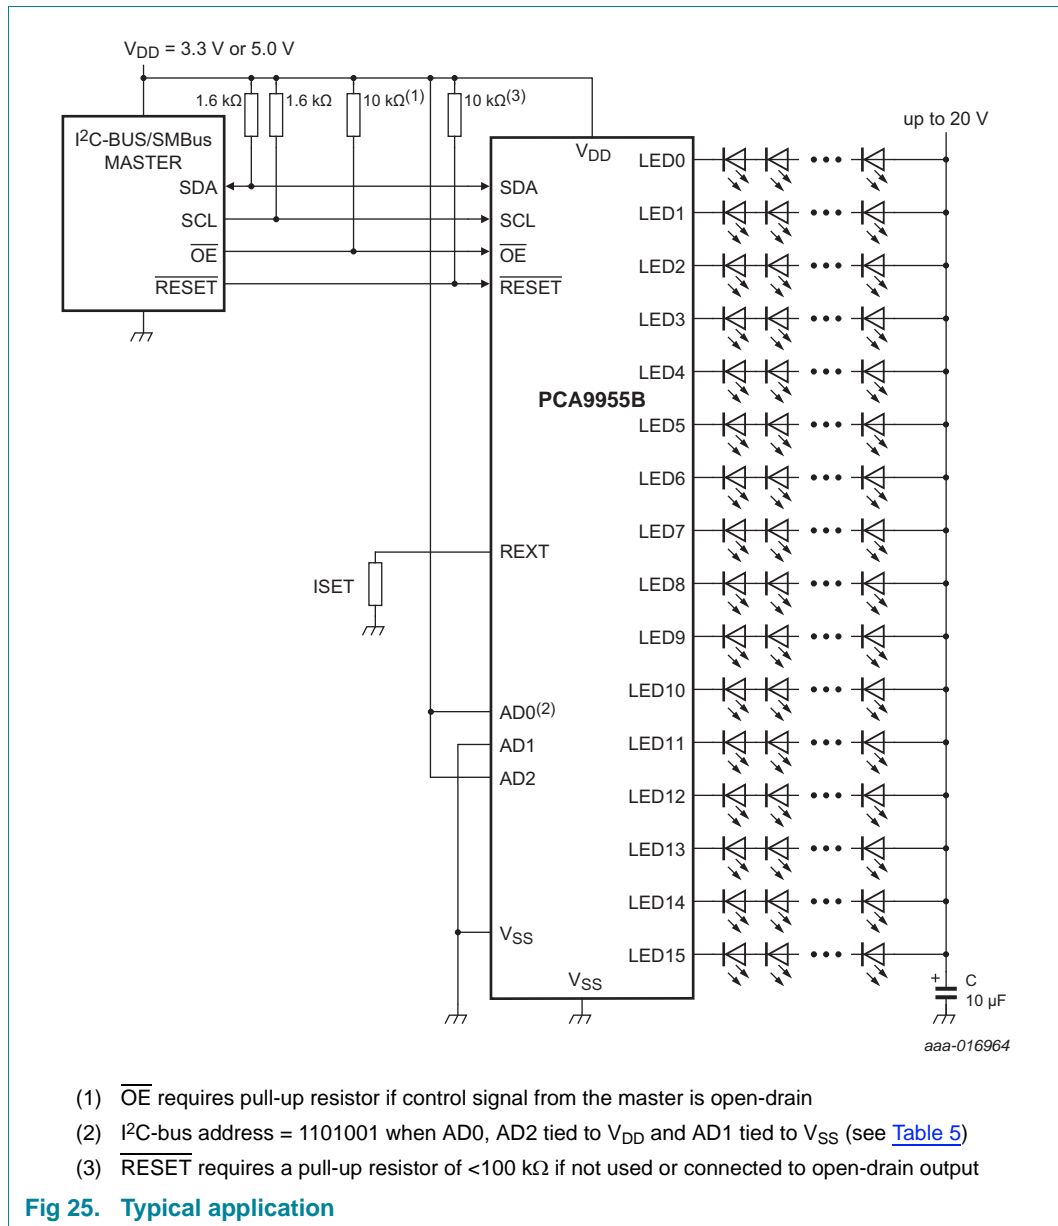 VDD = 3.3 V or 5.0 V
1.6 kΩ
1.6 kΩ
10 kΩ(1)
10 kΩ(3)
up to 20 V
I2C-BUS/SMBus
MASTER
SDA
SCL
OE
RESET
VDD
SDA
SCL
OE
RESET
PCA9955B
REXT
ISET
AD0(2)
AD1
AD2
VSS
VSS
LED0
LED1
LED2
LED3
LED4
LED5
LED6
LED7
LED8
LED9
LED10
LED11
LED12
LED13
LED14
LED15
+
C
10 μF
aaa-016964
(1) OE requires pull-up resistor if control signal from the master is open-drain
(2) I2C-bus address = 1101001 when AD0, AD2 tied to VDD and AD1 tied to VSS (see Table 5)
(3) RESET requires a pull-up resistor of <100 kΩ if not used or connected to open-drain output
Fig 25. Typical application